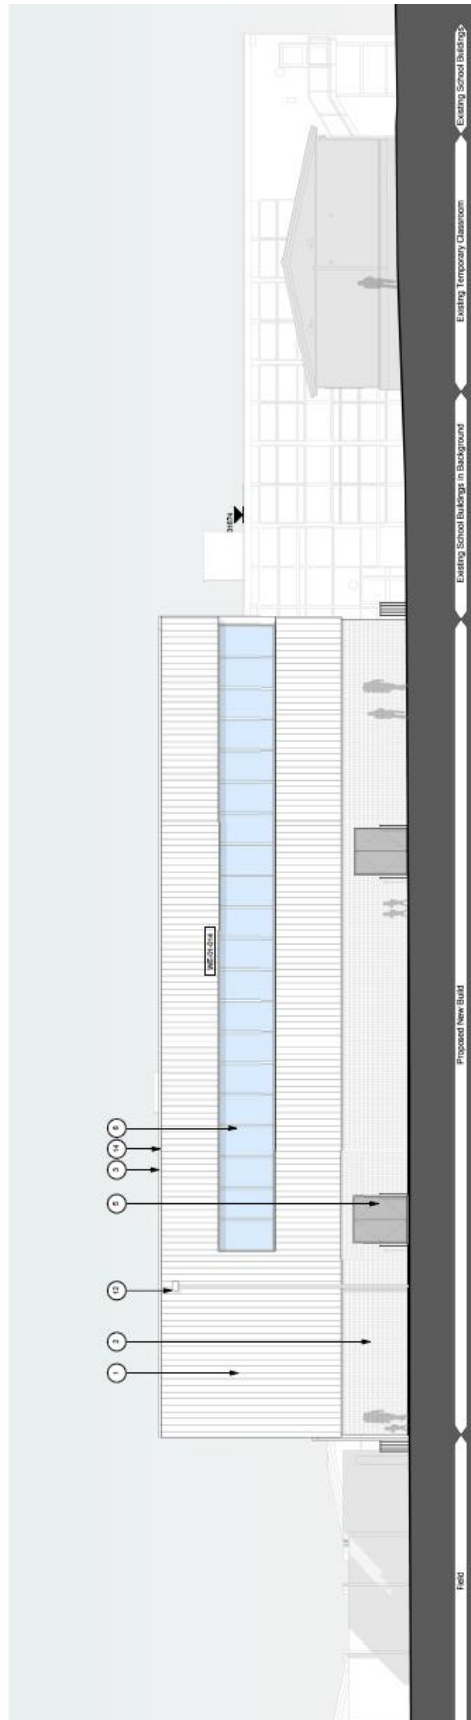 1
2
12
5
3
14
6
Field
Proposed New Build
Existing School Buildings in Background
Existing Temporary Classroom
Existing School Buildings